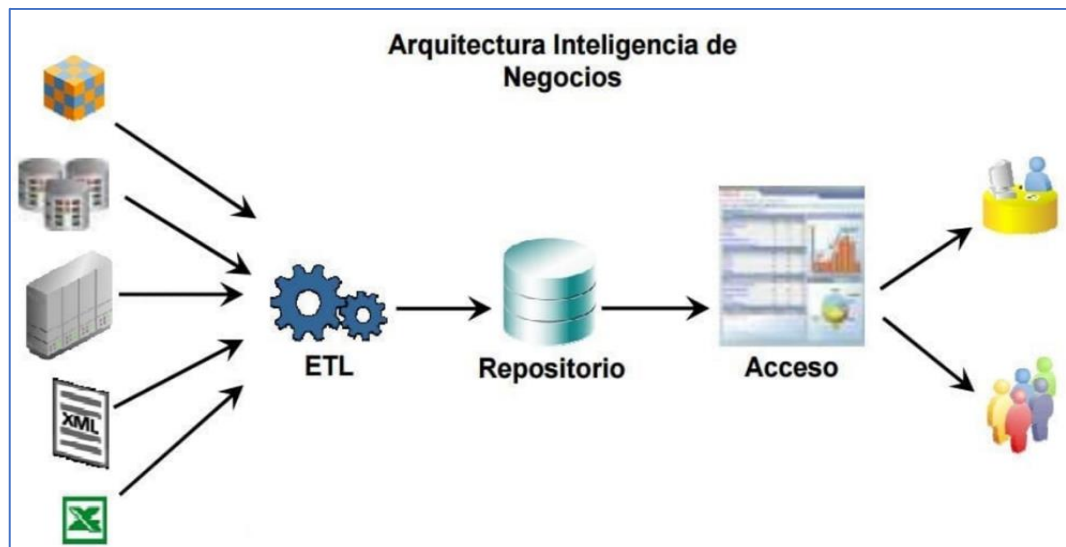 Arquitectura Inteligencia de
Negocios
XML
ETL
Repositorio
Acceso